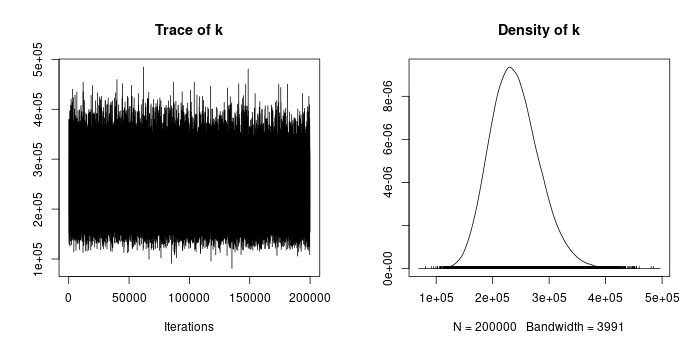 Trace of k
5e+05
4e+05
3e+05
2e+05
1e+05
0 50000 100000 150000 200000
Iterations
Density of k
8e-06
6e-06
4e-06
0e+00
1e+05 2e+05 3e+05 4e+05 5e+05
N = 200000 Bandwidth = 3991